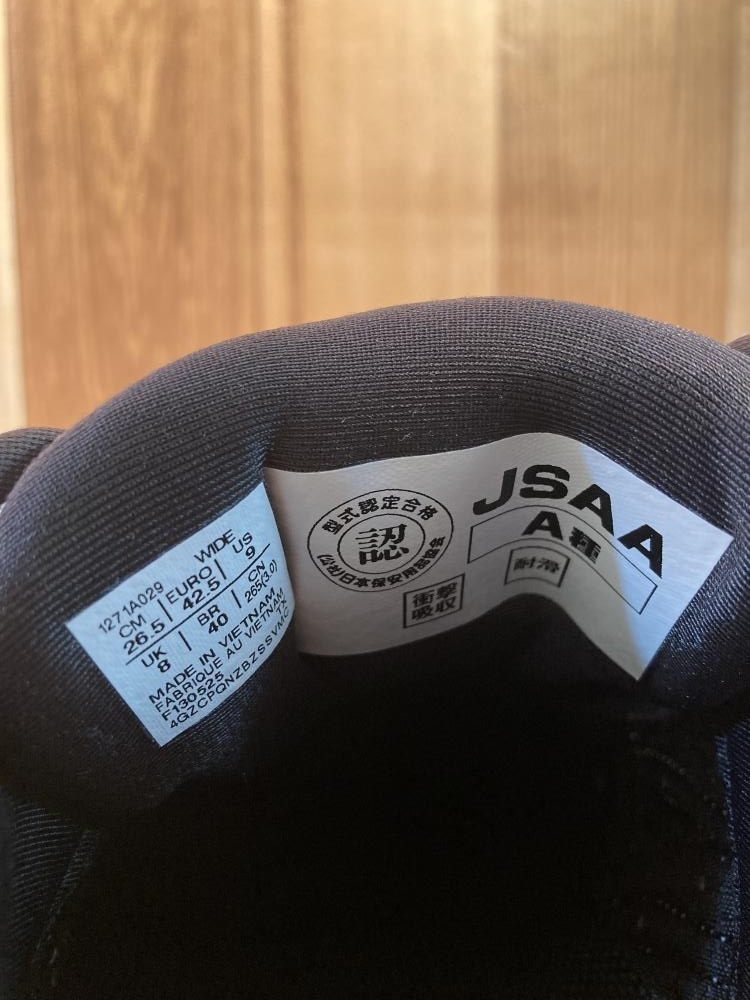 1271A029 WIDE
CM EURO US
26.5 42.5 9
UK BR CN
8 40 265(3.0)
MADE IN VIETNAM
FABRIQUE AU VIETNAM
F130525
4GZCPQNZBZSSVMC
型式認定合格
認
(公社)日本保安用品協会
JSAA
A種
衝撃
吸収
耐滑